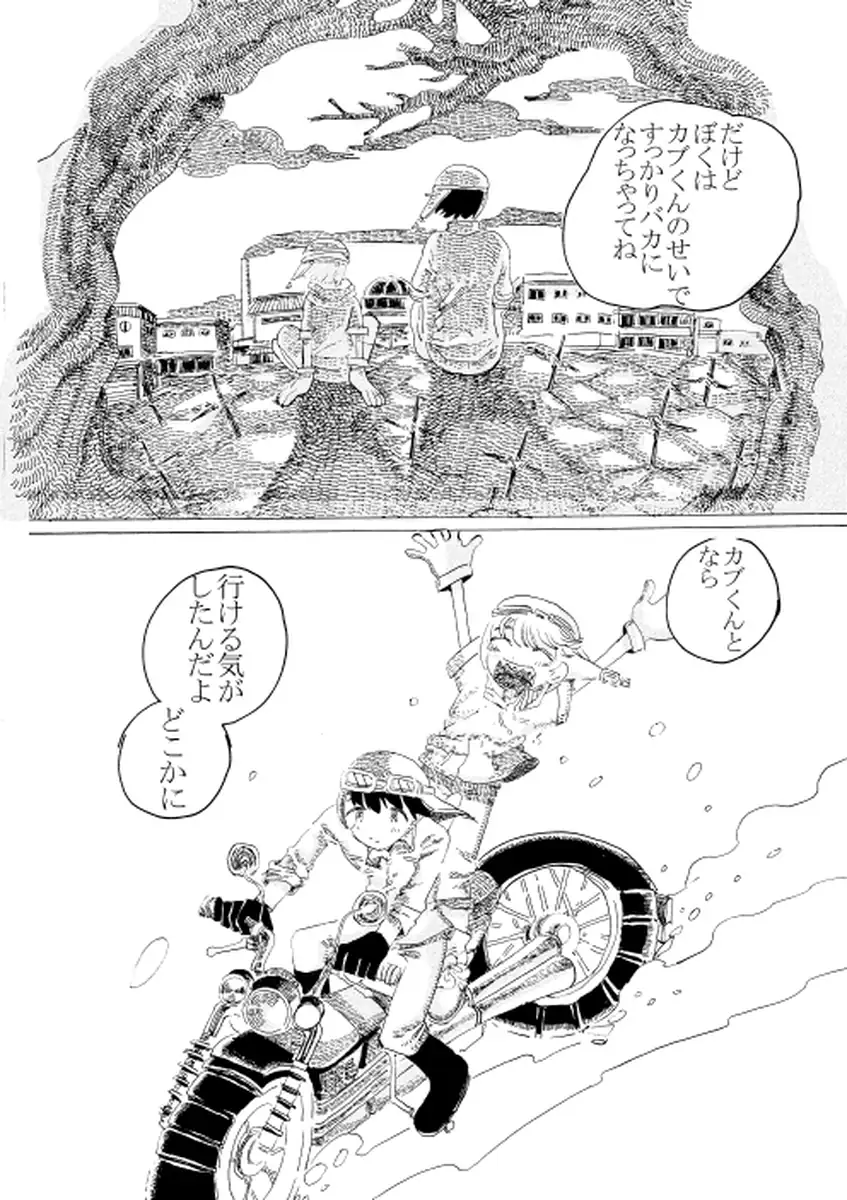 だけど
ぼくは
カブくんのせいで
すっかりバカに
なっちゃってね
カブくんと
なら
行ける気が
したんだよ
どこかに